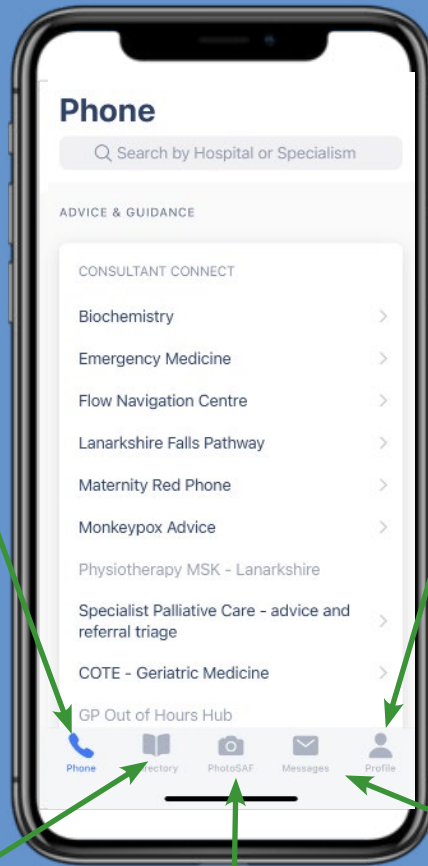 Phone
Search by Hospital or Specialism
ADVICE & GUIDANCE
CONSULTANT CONNECT
Biochemistry
Emergency Medicine
Flow Navigation Centre
Lanarkshire Falls Pathway
Maternity Red Phone
Monkeypox Advice
Physiotherapy MSK - Lanarkshire
Specialist Palliative Care - advice and
referral triage
COTE - Geriatric Medicine
GP Out of Hours Hub
Phone Directory PhotoSAF Messages Profile